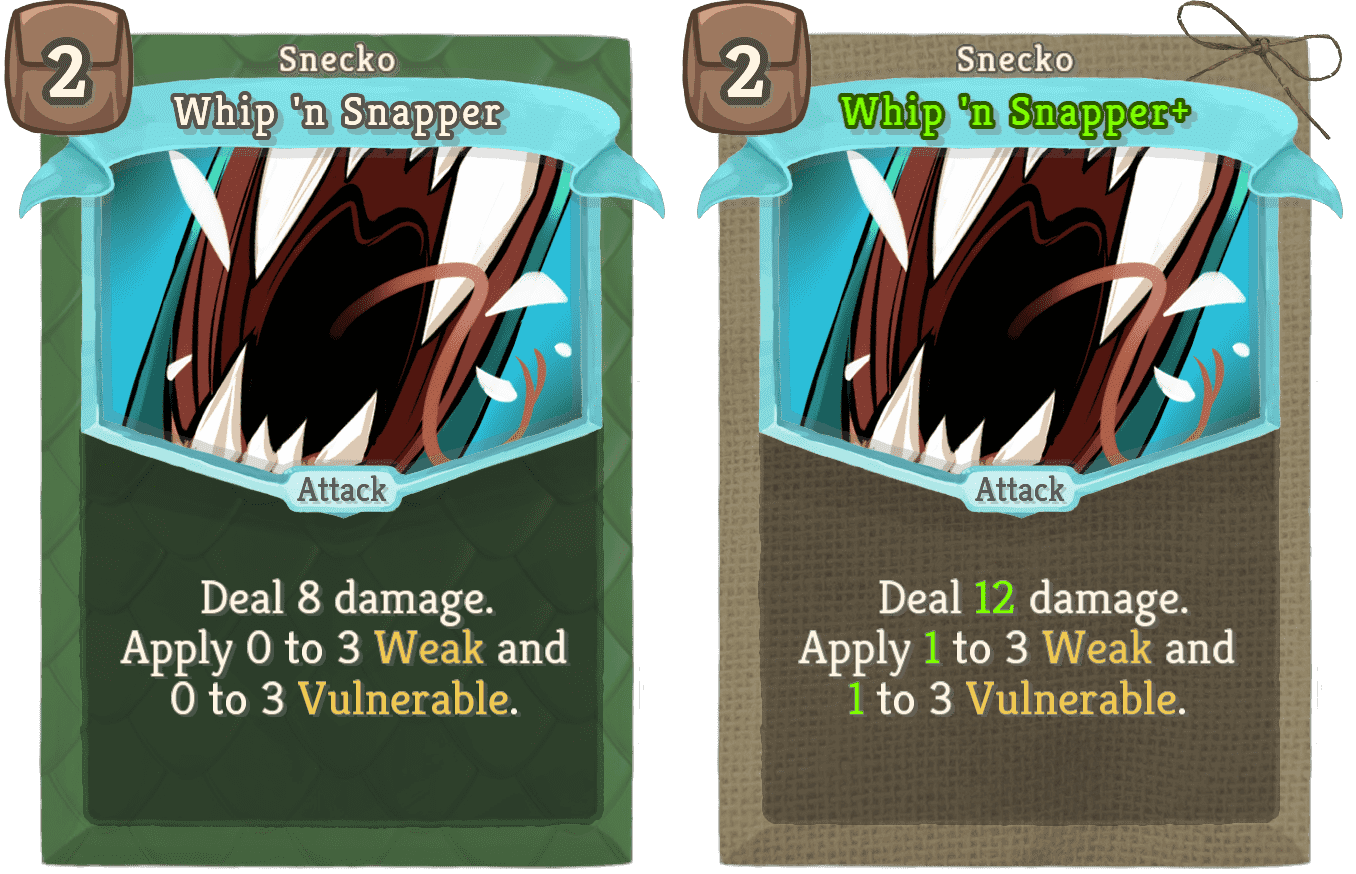 2
Snecko
Whip 'n Snapper
Attack
Deal 8 damage.
Apply 0 to 3 Weak and
0 to 3 Vulnerable.
2
Snecko
Whip 'n Snapper+
Attack
Deal 12 damage.
Apply 1 to 3 Weak and
1 to 3 Vulnerable.